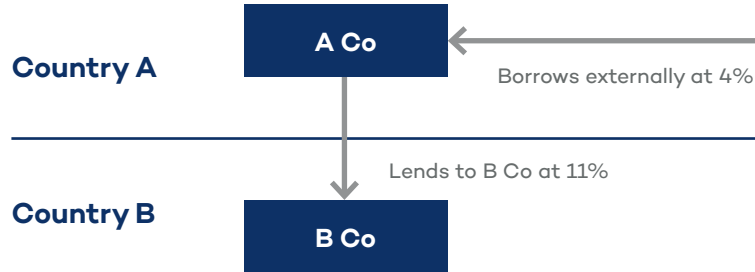 A Co
Country A
Borrows externally at 4%
Lends to B Co at 11%
Country B
B Co